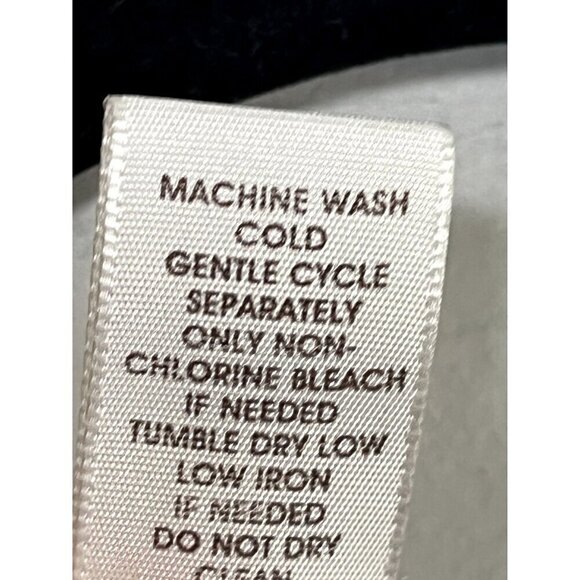 MACHINE WASH
COLD
GENTLE CYCLE
SEPARATELY
ONLY NON-
CHLORINE BLEACH
IF NEEDED
TUMBLE DRY LOW
LOW IRON
IF NEEDED
DO NOT DRY
CLEAN